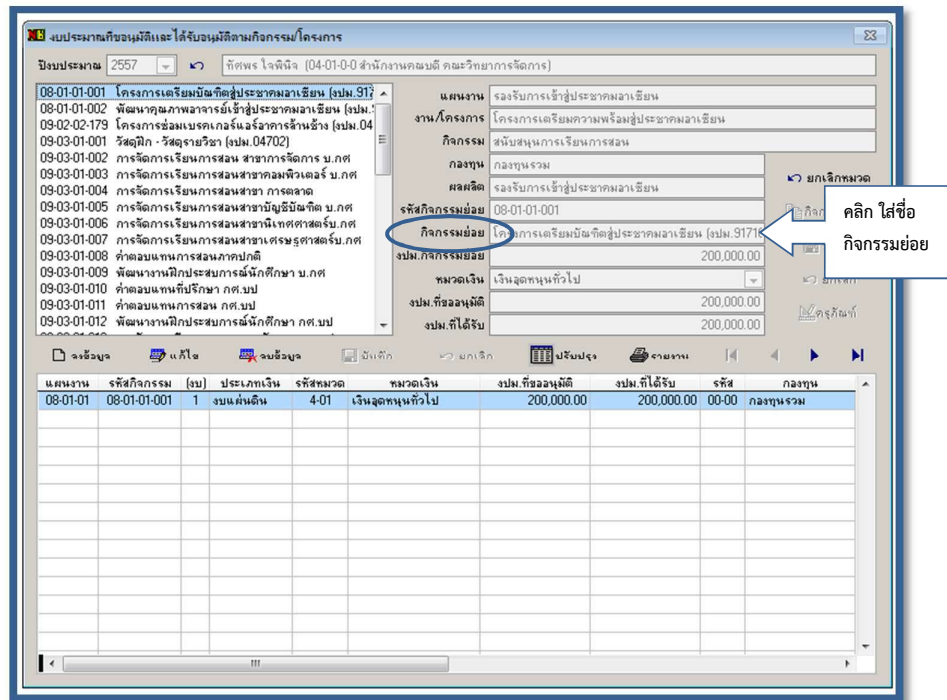 งบประมาณที่ขอนุมัติและได้รับอนุมัติตามกิจกรรม/โครงการ
ปีงบประมาณ 2557 ทัศพร ใจพินิจ (04-01-0-0 สำนักงานคณบดี คณะวิทยาการจัดการ)
08-01-01-001 โครงการเตรียมบัณฑิตสู่ประชาคมอาเซียน (งปม.917
08-01-01-002 พัฒนาคุณภาพอาจารย์เข้าสู่ประชาคมอาเซียน (งปม.
09-02-02-179 โครงการซ่อมเบรคเกอร์แอร์อาคารล้านช้าง (งปม.04
09-03-01-001 วัสดุฝึก - วัสดุรายวิชา (งปม.04702)
09-03-01-002 การจัดการเรียนการสอน สาขาการจัดการ บ.กศ
09-03-01-003 การจัดการเรียนการสอนสาขาคอมพิวเตอร์ บ.กศ
09-03-01-004 การจัดการเรียนการสอนสาขา การตลาด
09-03-01-005 การจัดการเรียนการสอนสาขาบัญชีบัณฑิต บ.กศ
09-03-01-006 การจัดการเรียนการสอนสาขานิเทศศาสตร์บ.กศ
09-03-01-007 การจัดการเรียนการสอนสาขาเศรษฐศาสตร์บ.กศ
09-03-01-008 ค่าตอบแทนการสอนภาคปกติ
09-03-01-009 พัฒนางานฝึกประสบการณ์นักศึกษา บ.กศ
09-03-01-010 ค่าตอบแทนที่ปรึกษา กศ.บป
09-03-01-011 ค่าตอบแทนการสอน กศ.บป
09-03-01-012 พัฒนางานฝึกประสบการณ์นักศึกษา กศ.บป
แผนงาน รองรับการเข้าสู่ประชาคมอาเซียน
งาน/โครงการ โครงการเตรียมความพร้อมสู่ประชาคมอาเซียน
กิจกรรม สนับสนุนการเรียนการสอน
กองทุน กองทุนรวม
ผลผลิต รองรับการเข้าสู่ประชาคมอาเซียน
รหัสกิจกรรมย่อย 08-01-01-001
กิจกรรมย่อย โครงการเตรียมบัณฑิตสู่ประชาคมอาเซียน (งปม.91718
งปม.กิจกรรมย่อย 200,000.00
หมวดเงิน เงินอุดหนุนทั่วไป
งปม.ที่ขออนุมัติ 200,000.00
งปม.ที่ได้รับ 200,000.00
ยกเลิกหมวด
ยกเลิก
ครุภัณฑ์
คลิก ใส่ชื่อ
กิจกรรมย่อย
จงข้อมูล แก้ไข ลบข้อมูล บันทึก ยกเลิก ปรับปรุง รายงาน
แผนงาน รหัสกิจกรรม (งบ) ประเภทเงิน รหัสหมวด หมวดเงิน งปม.ที่ขออนุมัติ งปม.ที่ได้รับ รหัส กองทุน
08-01-01 08-01-01-001 1 งบแผ่นดิน 4-01 เงินอุดหนุนทั่วไป 200,000.00 200,000.00 00-00 กองทุนรวม